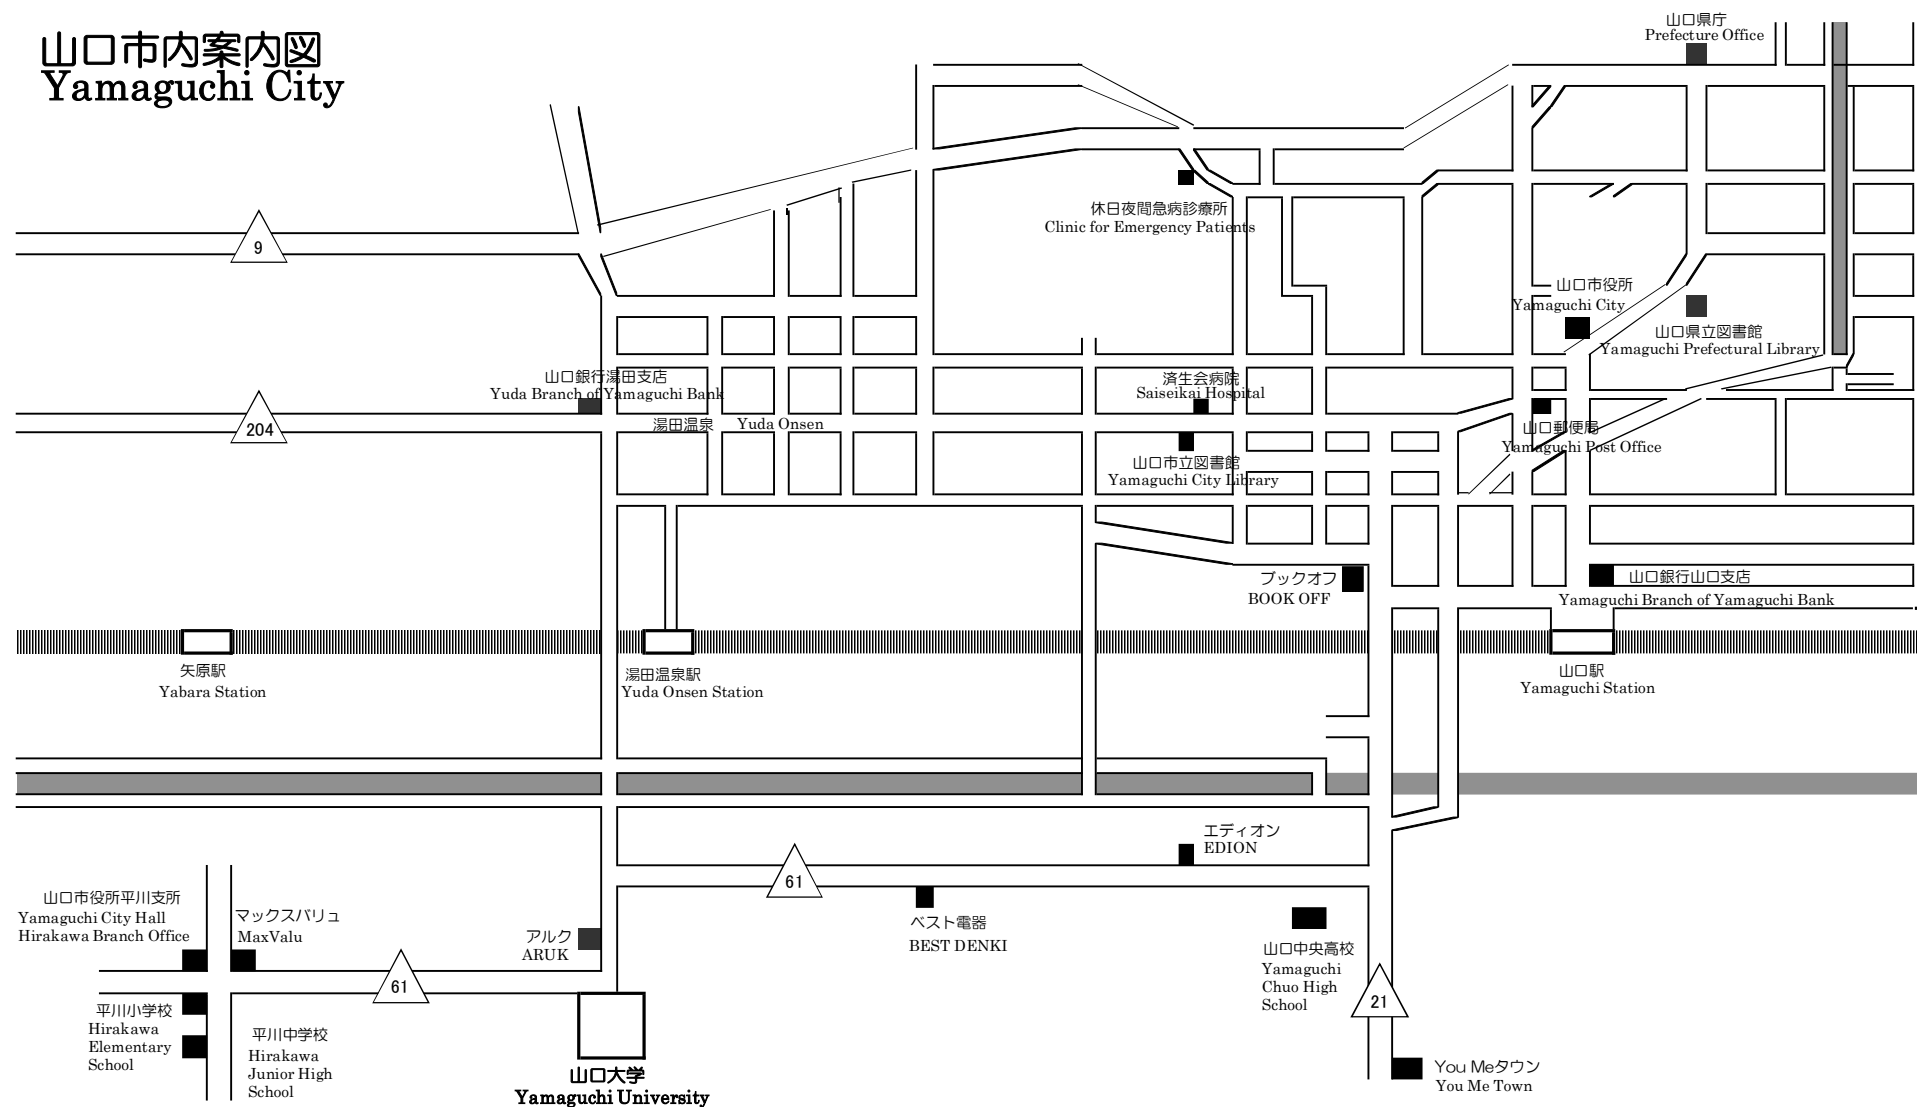 山口市内案内図
Yamaguchi City
山口県庁
Prefecture Office
9
休日夜間急病診療所
Clinic for Emergency Patients
山口市役所
Yamaguchi City
山口県立図書館
Yamaguchi Prefectural Library
山口銀行湯田支店
Yuda Branch of Yamaguchi Bank
204
湯田温泉 Yuda Onsen
済生会病院
Saiseikai Hospital
山口市立図書館
Yamaguchi City Library
山口郵便局
Yamaguchi Post Office
ブックオフ
BOOK OFF
山口銀行山口支店
Yamaguchi Branch of Yamaguchi Bank
矢原駅
Yabara Station
湯田温泉駅
Yuda Onsen Station
山口駅
Yamaguchi Station
エディオン
EDION
61
山口市役所平川支所
Yamaguchi City Hall
Hirakawa Branch Office
マックスバリュ
MaxValu
アルク
ARUK
ベスト電器
BEST DENKI
山口中央高校
Yamaguchi
Chuo High
School
61
21
平川小学校
Hirakawa
Elementary
School
平川中学校
Hirakawa
Junior High
School
山口大学
Yamaguchi University
You Meタウン
You Me Town